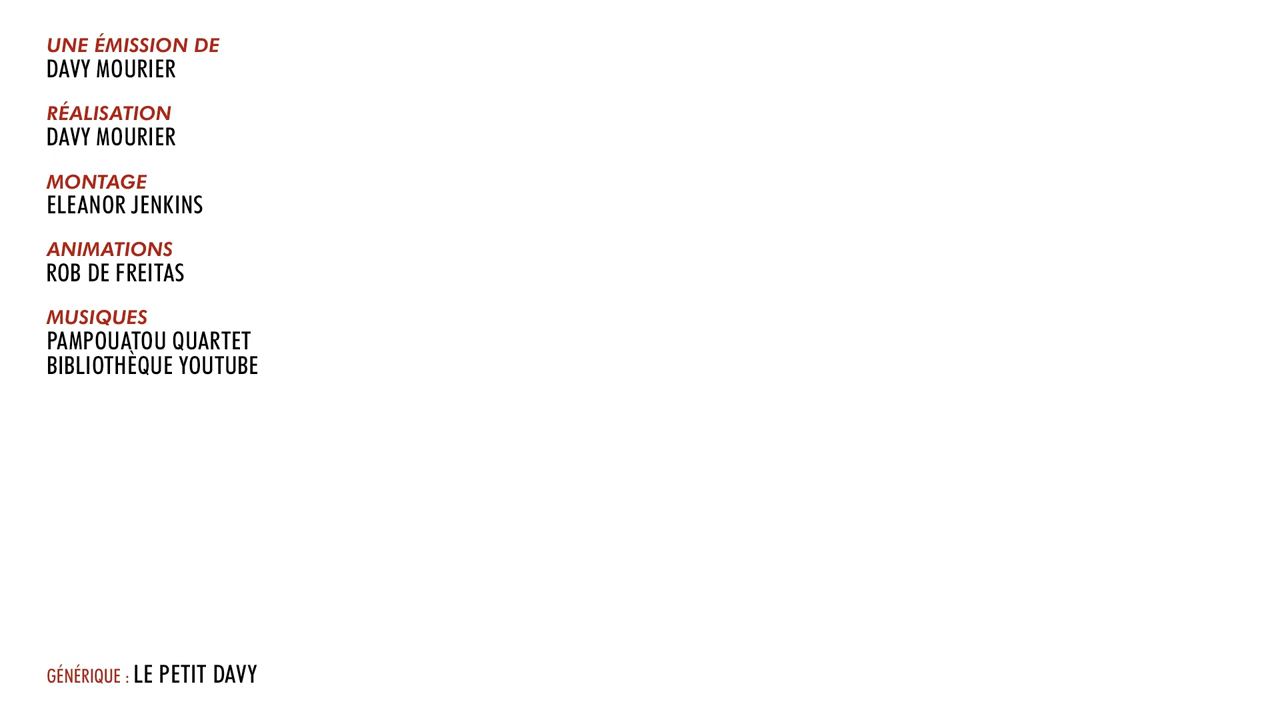 UNE ÉMISSION DE
DAVY MOURIER
RÉALISATION
DAVY MOURIER
MONTAGE
ELEANOR JENKINS
ANIMATIONS
ROB DE FREITAS
MUSIQUES
PAMPOUATOU QUARTET
BIBLIOTHÈQUE YOUTUBE
GÉNÉRIQUE : LE PETIT DAVY